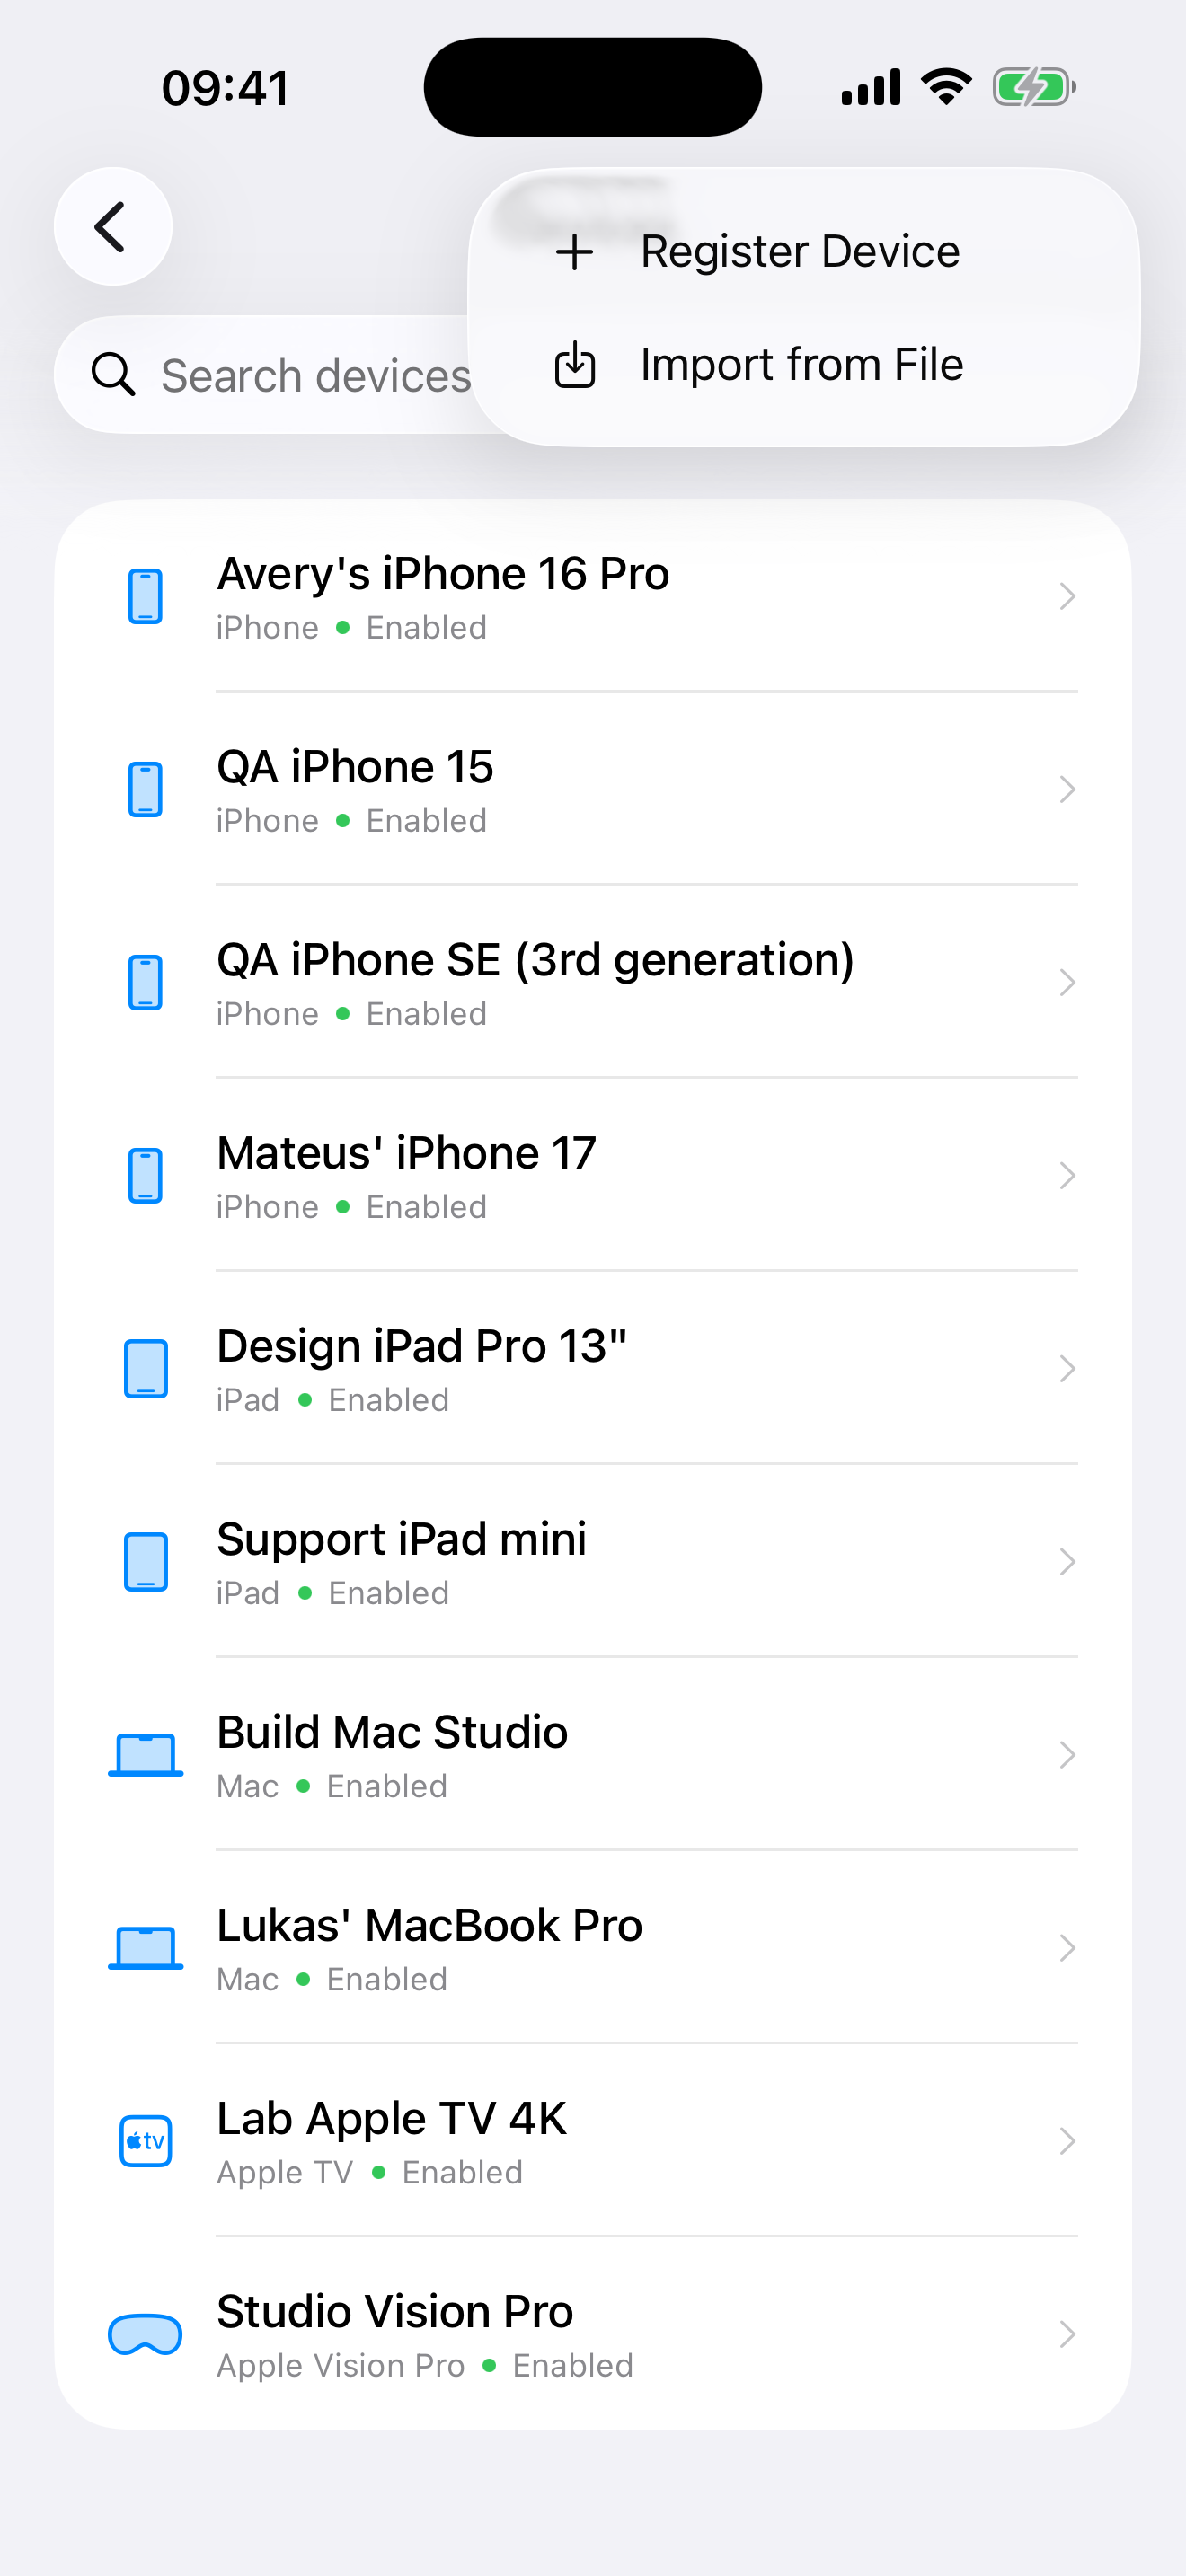 09:41
Register Device
Import from File
Search devices
Avery's iPhone 16 Pro
iPhone • Enabled
QA iPhone 15
iPhone • Enabled
QA iPhone SE (3rd generation)
iPhone • Enabled
Mateus' iPhone 17
iPhone • Enabled
Design iPad Pro 13"
iPad • Enabled
Support iPad mini
iPad • Enabled
Build Mac Studio
Mac • Enabled
Lukas' MacBook Pro
Mac • Enabled
tv
Lab Apple TV 4K
Apple TV • Enabled
Studio Vision Pro
Apple Vision Pro • Enabled